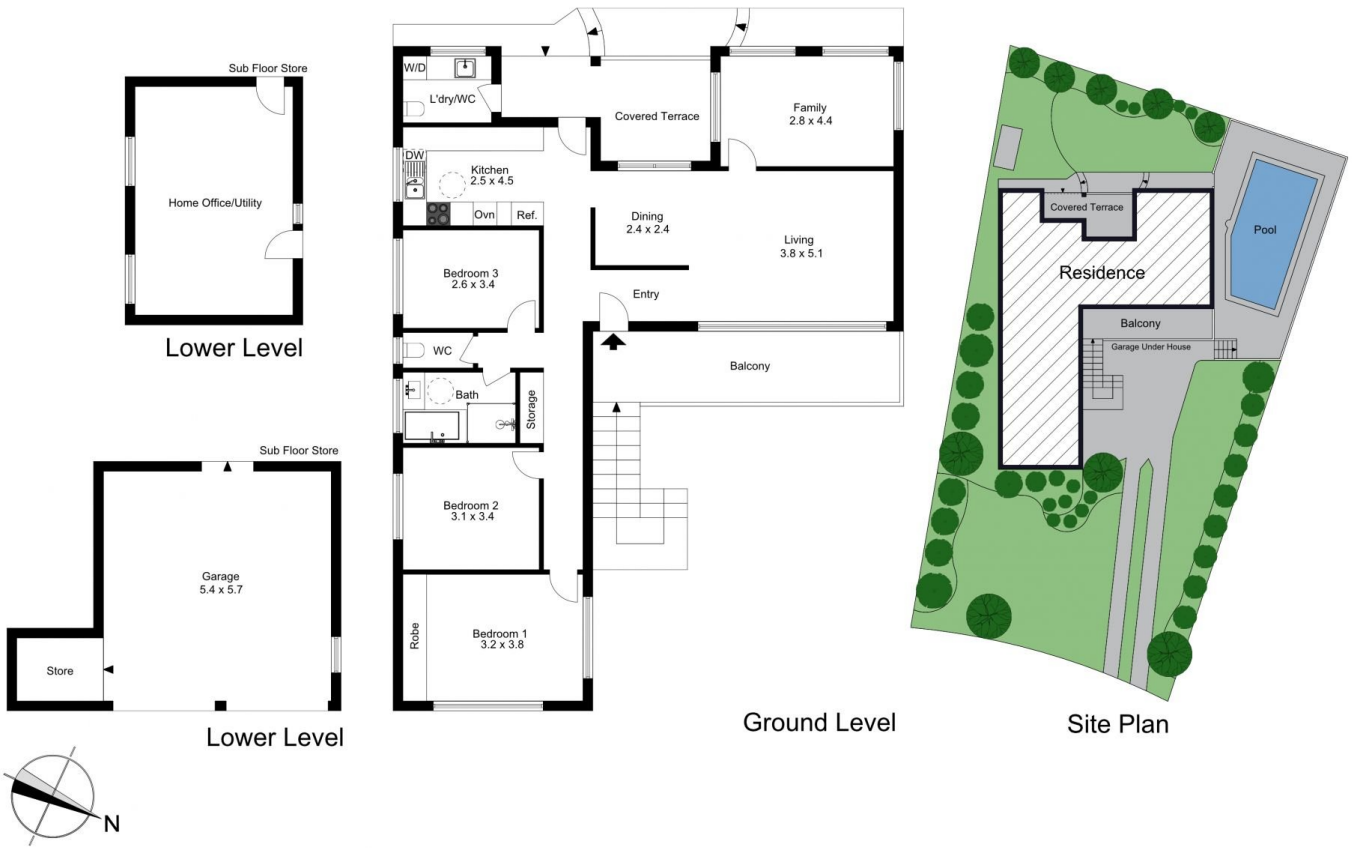 Sub Floor Store
Home Office/Utility
Lower Level
Sub Floor Store
Garage
5.4 x 5.7
Store
Lower Level
N
W/D
L'dry/WC
Covered Terrace
Family
2.8 x 4.4
DW
Kitchen
2.5 x 4.5
Ovn
Ref.
Dining
2.4 x 2.4
Living
3.8 x 5.1
Bedroom 3
2.6 x 3.4
Entry
WC
Bath
Storage
Balcony
Bedroom 2
3.1 x 3.4
Robe
Bedroom 1
3.2 x 3.8
Ground Level
Covered Terrace
Pool
Residence
Balcony
Garage Under House
Site Plan